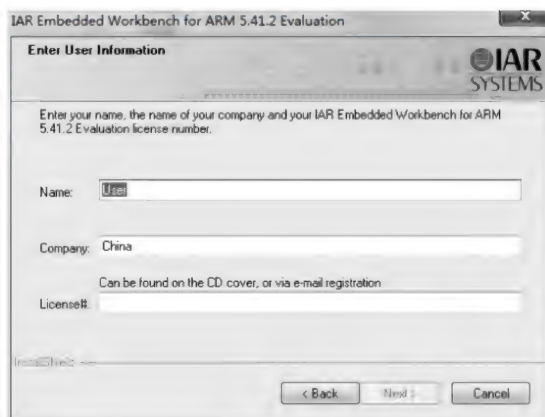 IAR Embedded Workbench for ARM 5.41.2 Evaluation
Enter User Information
IAR
SYSTEMS
Enter your name, the name of your company and your IAR Embedded Workbench for ARM
5.41.2 Evaluation license number.
Name: User
Company: China
Can be found on the CD cover, or via e-mail registration
License#:
InstallShield
< Back Next > Cancel